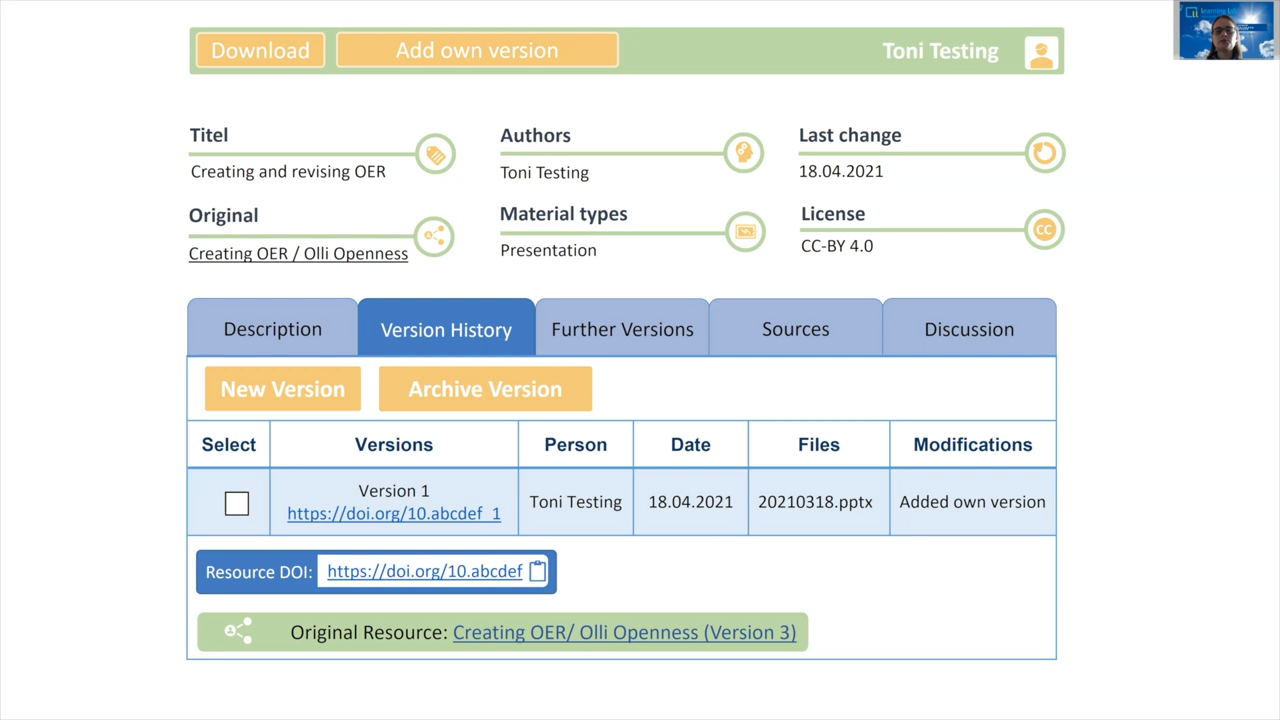 Download Add own version Toni Testing
Titel Authors Last change
Creating and revising OER Toni Testing 18.04.2021
Original Material types License
Creating OER / Olli Openness Presentation CC-BY 4.0
CC
Description Version History Further Versions Sources Discussion
New Version Archive Version
Select Versions Person Date Files Modifications
Version 1
https://doi.org/10.abcdef_1 Toni Testing 18.04.2021 20210318.pptx Added own version
Resource DOI: https://doi.org/10.abcdef
Original Resource: Creating OER/ Olli Openness (Version 3)